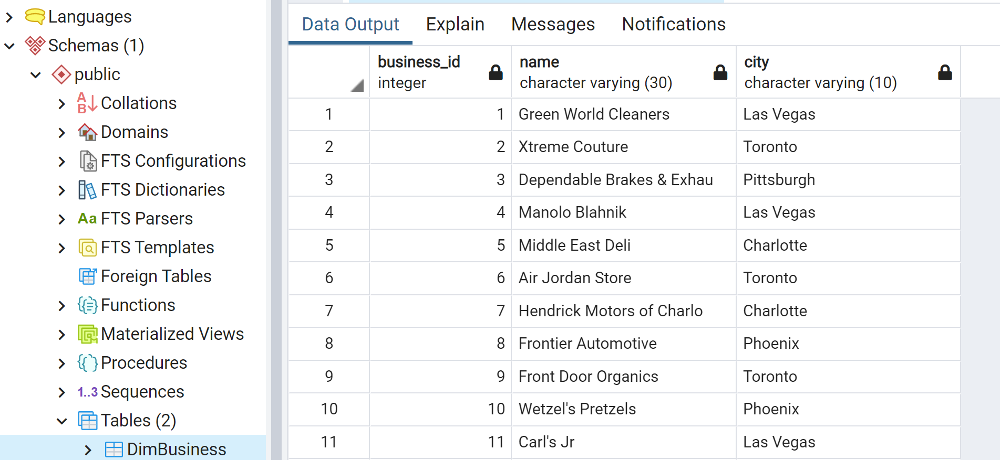 Languages
Schemas (1)
public
A
B
Collations
Domains
FTS Configurations
FTS Dictionaries
Aa FTS Parsers
FTS Templates
Foreign Tables
Functions
Materialized Views
Procedures
1..3 Sequences
Tables (2)
DimBusiness
Data Output Explain Messages Notifications
business_id name city
integer character varying (30) character varying (10)
1 1 Green World Cleaners Las Vegas
2 2 Xtreme Couture Toronto
3 3 Dependable Brakes & Exhau Pittsburgh
4 4 Manolo Blahnik Las Vegas
5 5 Middle East Deli Charlotte
6 6 Air Jordan Store Toronto
7 7 Hendrick Motors of Charlo Charlotte
8 8 Frontier Automotive Phoenix
9 9 Front Door Organics Toronto
10 10 Wetzel's Pretzels Phoenix
11 11 Carl's Jr Las Vegas